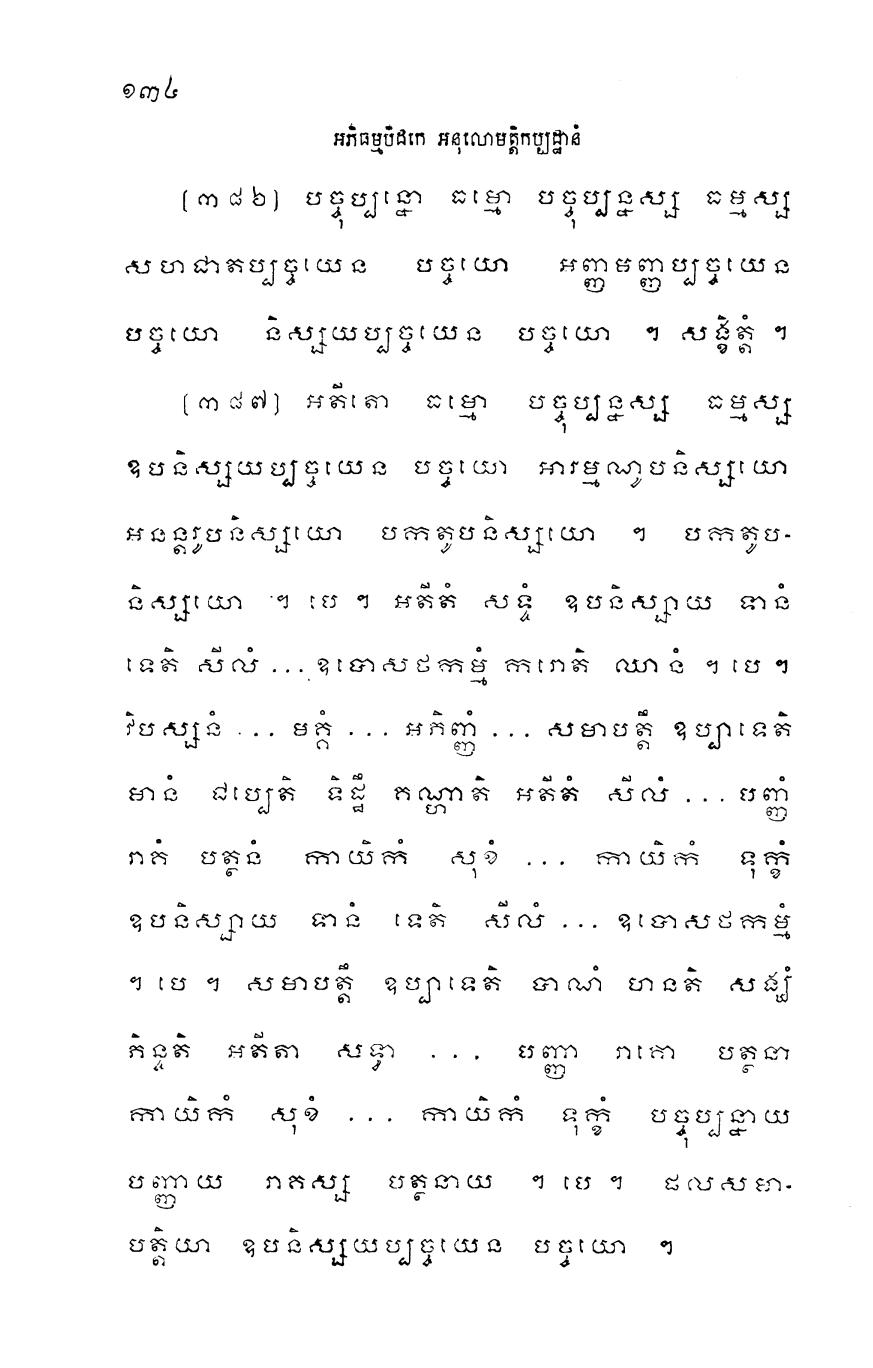 ១៣៤
អភិធម្មបិដកេ អនុលោមត្តិកប្បដ្ឋានំ
(៣៨៦) បច្ចុប្បន្នោ ធម្មោ បច្ចុប្បន្នស្ស ធម្មស្ស
សហជាតប្បច្ចយេន បច្ចយោ អញ្ញមញ្ញប្បច្ចយេន
បច្ចយោ និស្សយប្បច្ចយេន បច្ចយោ ។ សង្ខិត្តំ ។
(៣៨៧) អតីតោ ធម្មោ បច្ចុប្បន្នស្ស ធម្មស្ស
ឧបនិស្សយប្បច្ចយេន បច្ចយោ អារម្មណូបនិស្សយោ
អនន្តរូបនិស្សយោ បកតូបនិស្សយោ ។ បកតូប-
និស្សយោ ។ បេ ។ អតីតំ សទ្ធំ ឧបនិស្សាយ ទានំ
ទេតិ សីលំ ... ឧបោសថកម្មំ ករោតិ ឈានំ ។ បេ ។
វិបស្សនំ ... មគ្គំ ... អភិញ្ញំ ... សមាបត្តឹ ឧប្បាទេតិ
មានំ ជប្បេតិ ទិដ្ឋឹ គណ្ហាតិ អតីតំ សីលំ ... បញ្ញំ
រាគំ បត្ថនំ កាយិកំ សុខំ ... កាយិកំ ទុក្ខំ
ឧបនិស្សាយ ទានំ ទេតិ សីលំ ... ឧបោសថកម្មំ
។ បេ ។ សមាបត្តឹ ឧប្បាទេតិ បាណំ ហនតិ សង្ឃំ
ភិន្ទតិ អតីតា សទ្ធា ... បញ្ញា រាគោ បត្ថនា
កាយិកំ សុខំ ... កាយិកំ ទុក្ខំ បច្ចុប្បន្នាយ
បញ្ញាយ រាគស្ស បត្ថនាយ ។ បេ ។ ផលសមា-
បត្តិយា ឧបនិស្សយប្បច្ចយេន បច្ចយោ ។